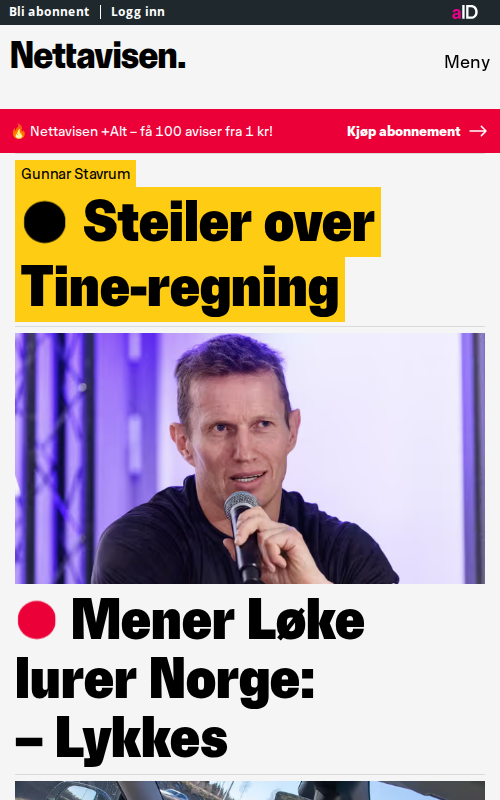 Bli abonnent | Logg inn
aID
Nettavisen.
Meny
🔥 Nettavisen +Alt – få 100 aviser fra 1 kr!
Kjøp abonnement →
Gunnar Stavrum
Steiler over
Tine-regning
Mener Løke
lurer Norge:
– Lykkes